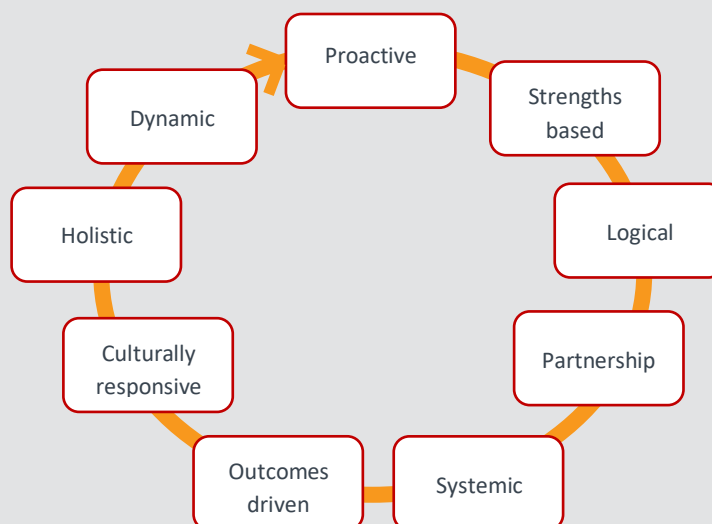 Proactive
Strengths
based
Logical
Partnership
Systemic
Outcomes
driven
Culturally
responsive
Holistic
Dynamic